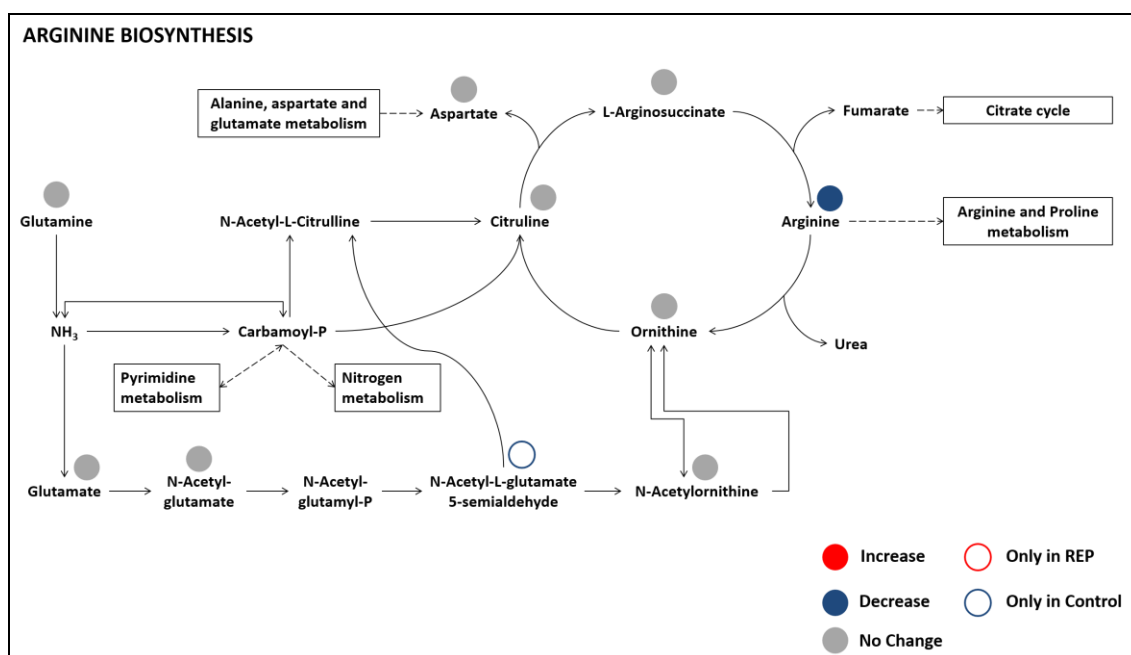 ARGININE BIOSYNTHESIS
Alanine, aspartate and
glutamate metabolism
Aspartate
L-Arginosuccinate
Fumarate
Citrate cycle
Glutamine
N-Acetyl-L-Citrulline
Citruline
Arginine
Arginine and Proline
metabolism
NH3
Carbamoyl-P
Ornithine
Urea
Pyrimidine
metabolism
Nitrogen
metabolism
Glutamate
N-Acetyl-
glutamate
N-Acetyl-
glutamyl-P
N-Acetyl-L-glutamate
5-semialdehyde
N-Acetylornithine
Increase
Only in REP
Decrease
Only in Control
No Change